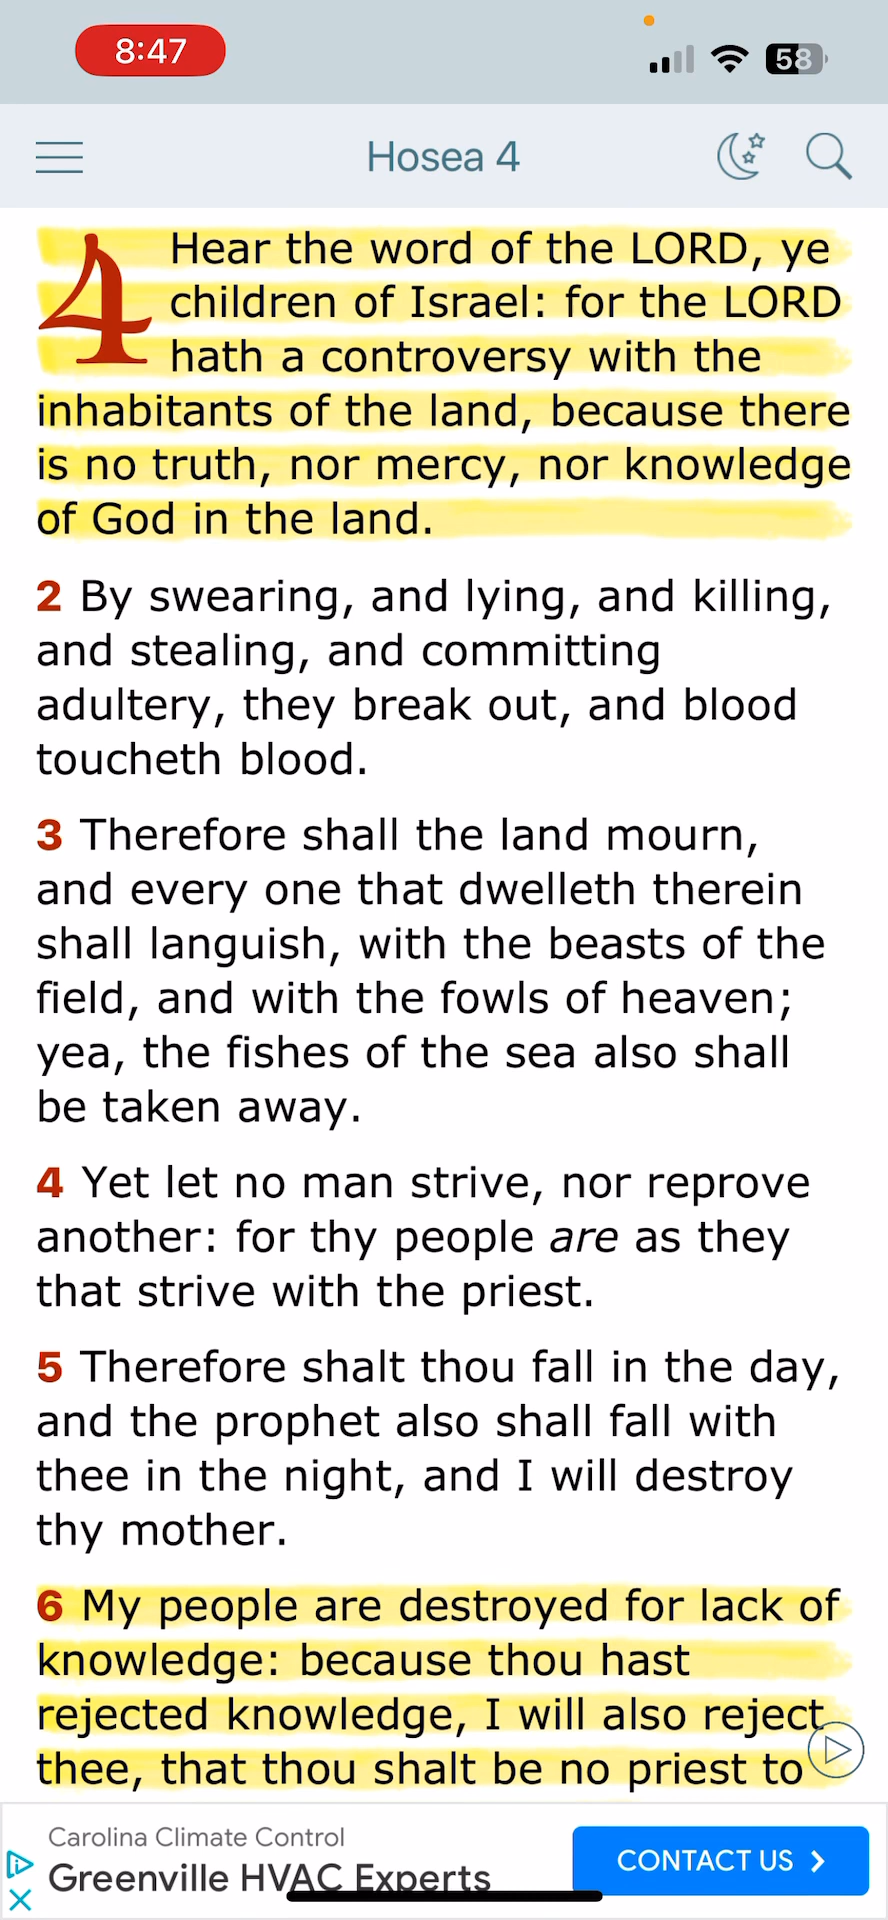 8:47
58
Hosea 4
4 Hear the word of the LORD, ye
children of Israel: for the LORD
hath a controversy with the
inhabitants of the land, because there
is no truth, nor mercy, nor knowledge
of God in the land.
2 By swearing, and lying, and killing,
and stealing, and committing
adultery, they break out, and blood
toucheth blood.
3 Therefore shall the land mourn,
and every one that dwelleth therein
shall languish, with the beasts of the
field, and with the fowls of heaven;
yea, the fishes of the sea also shall
be taken away.
4 Yet let no man strive, nor reprove
another: for thy people are as they
that strive with the priest.
5 Therefore shalt thou fall in the day,
and the prophet also shall fall with
thee in the night, and I will destroy
thy mother.
6 My people are destroyed for lack of
knowledge: because thou hast
rejected knowledge, I will also reject
thee, that thou shalt be no priest to
Carolina Climate Control
Greenville HVAC Experts
CONTACT US